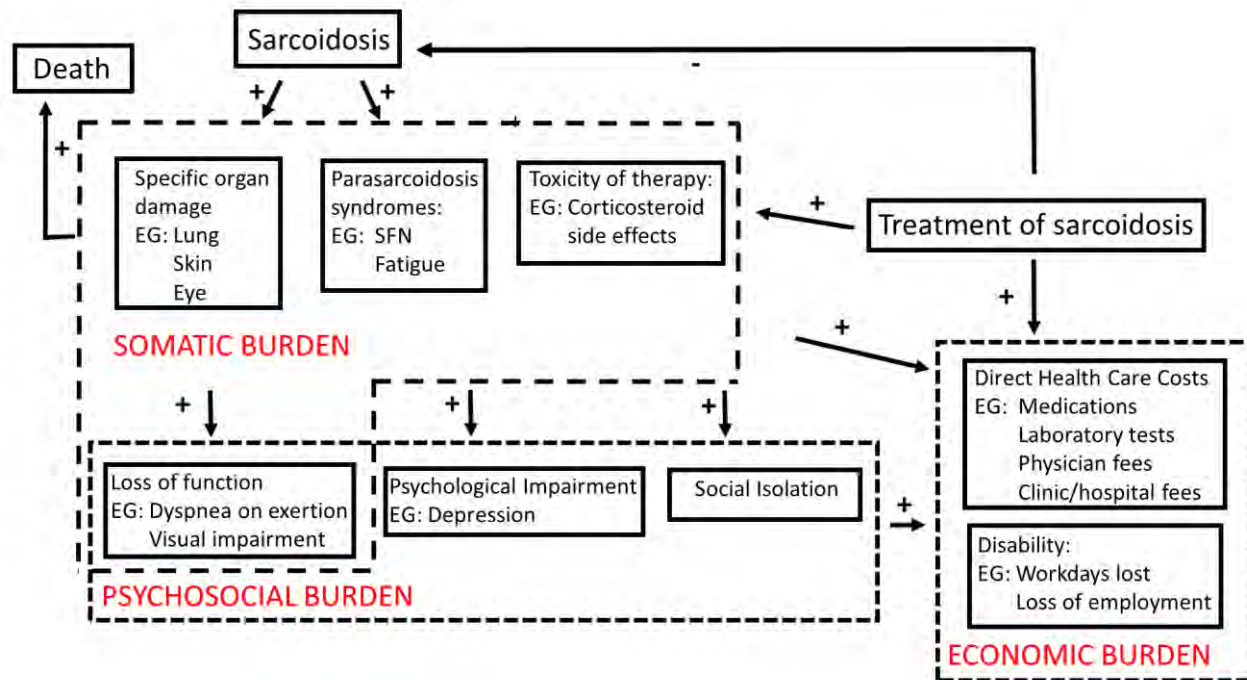 Sarcoidosis
Death
-
+
+
+
Specific organ
damage
EG: Lung
Skin
Eye
Parasarcoidosis
syndromes:
EG: SFN
Fatigue
Toxicity of therapy:
EG: Corticosteroid
side effects
+
Treatment of sarcoidosis
+
SOMATIC BURDEN
+
+
+
+
Direct Health Care Costs
EG: Medications
Laboratory tests
Physician fees
Clinic/hospital fees
Loss of function
EG: Dyspnea on exertion
Visual impairment
Psychological Impairment
EG: Depression
Social Isolation
+
Disability:
EG: Workdays lost
Loss of employment
PSYCHOSOCIAL BURDEN
ECONOMIC BURDEN